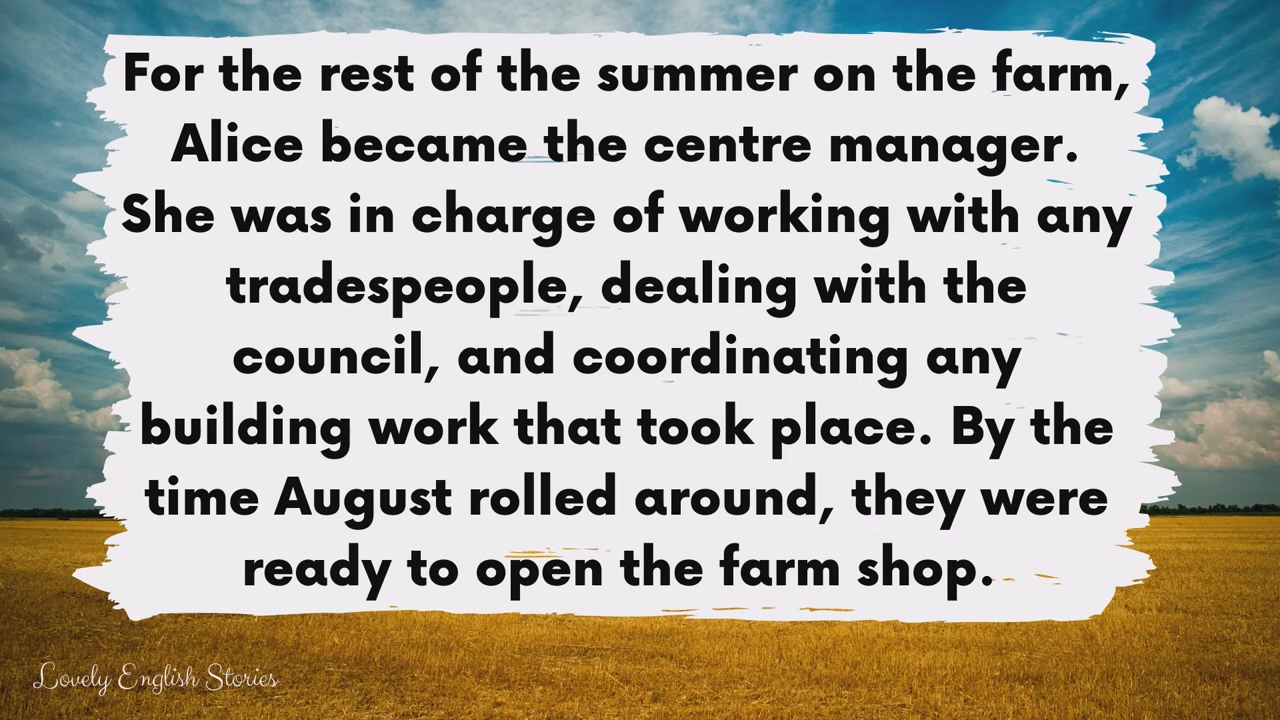 For the rest of the summer on the farm,
Alice became the centre manager.
She was in charge of working with any
tradespeople, dealing with the
council, and coordinating any
building work that took place. By the
time August rolled around, they were
ready to open the farm shop.
Lovely English Stories